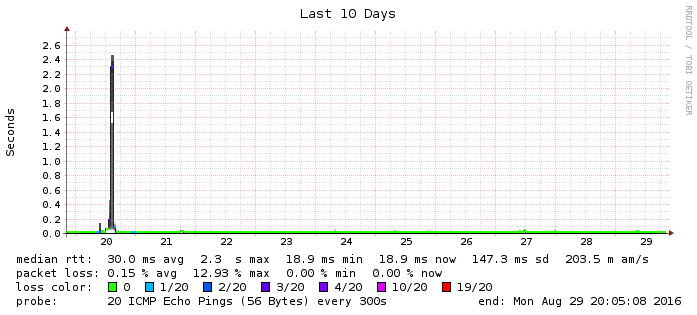 Last 10 Days
RRDTOOL / TOBI OETIKER
Seconds
2.6
2.4
2.2
2.0
1.8
1.6
1.4
1.2
1.0
0.8
0.6
0.4
0.2
0.0
20 21 22 23 24 25 26 27 28 29
median rtt: 30.0 ms avg 2.3 s max 18.9 ms min 18.9 ms now 147.3 ms sd 203.5 m am/s
packet loss: 0.15 % avg 12.93 % max 0.00 % min 0.00 % now
loss color: 0 1/20 2/20 3/20 4/20 10/20 19/20
probe: 20 ICMP Echo Pings (56 Bytes) every 300s end: Mon Aug 29 20:05:08 2016